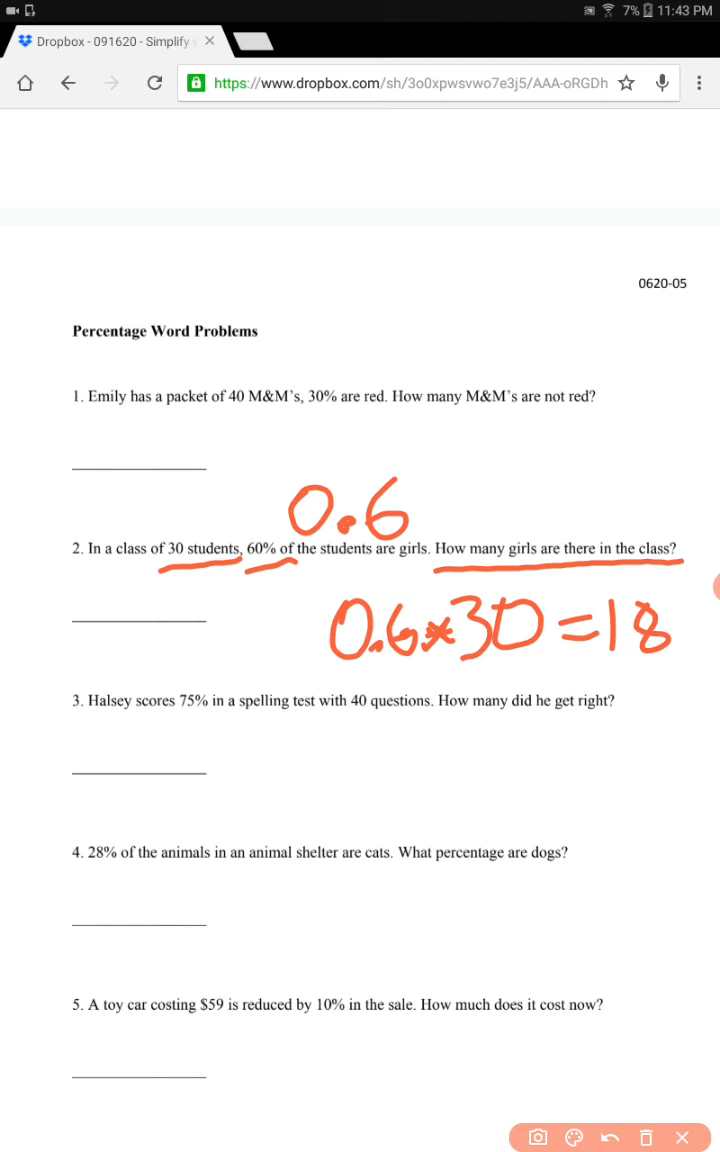 7% 11:43 PM
Dropbox - 091620 - Simplify
https://www.dropbox.com/sh/3o0xpwsvwo7e3j5/AAA-oRGDh
0620-05
Percentage Word Problems
1. Emily has a packet of 40 M&M's, 30% are red. How many M&M's are not red?
0.6
2. In a class of 30 students, 60% of the students are girls. How many girls are there in the class?
0.6*30=18
3. Halsey scores 75% in a spelling test with 40 questions. How many did he get right?
4. 28% of the animals in an animal shelter are cats. What percentage are dogs?
5. A toy car costing $59 is reduced by 10% in the sale. How much does it cost now?